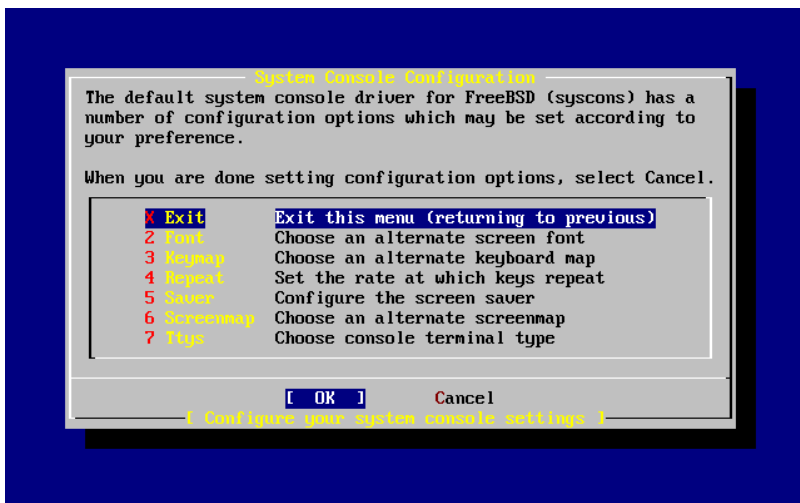 System Console Configuration
The default system console driver for FreeBSD (syscons) has a
number of configuration options which may be set according to
your preference.
When you are done setting configuration options, select Cancel.
X Exit Exit this menu (returning to previous)
2 Font Choose an alternate screen font
3 Keymap Choose an alternate keyboard map
4 Repeat Set the rate at which keys repeat
5 Saver Configure the screen saver
6 Screenmap Choose an alternate screenmap
7 Ttys Choose console terminal type
[ OK ] Cancel
[ Configure your system console settings ]